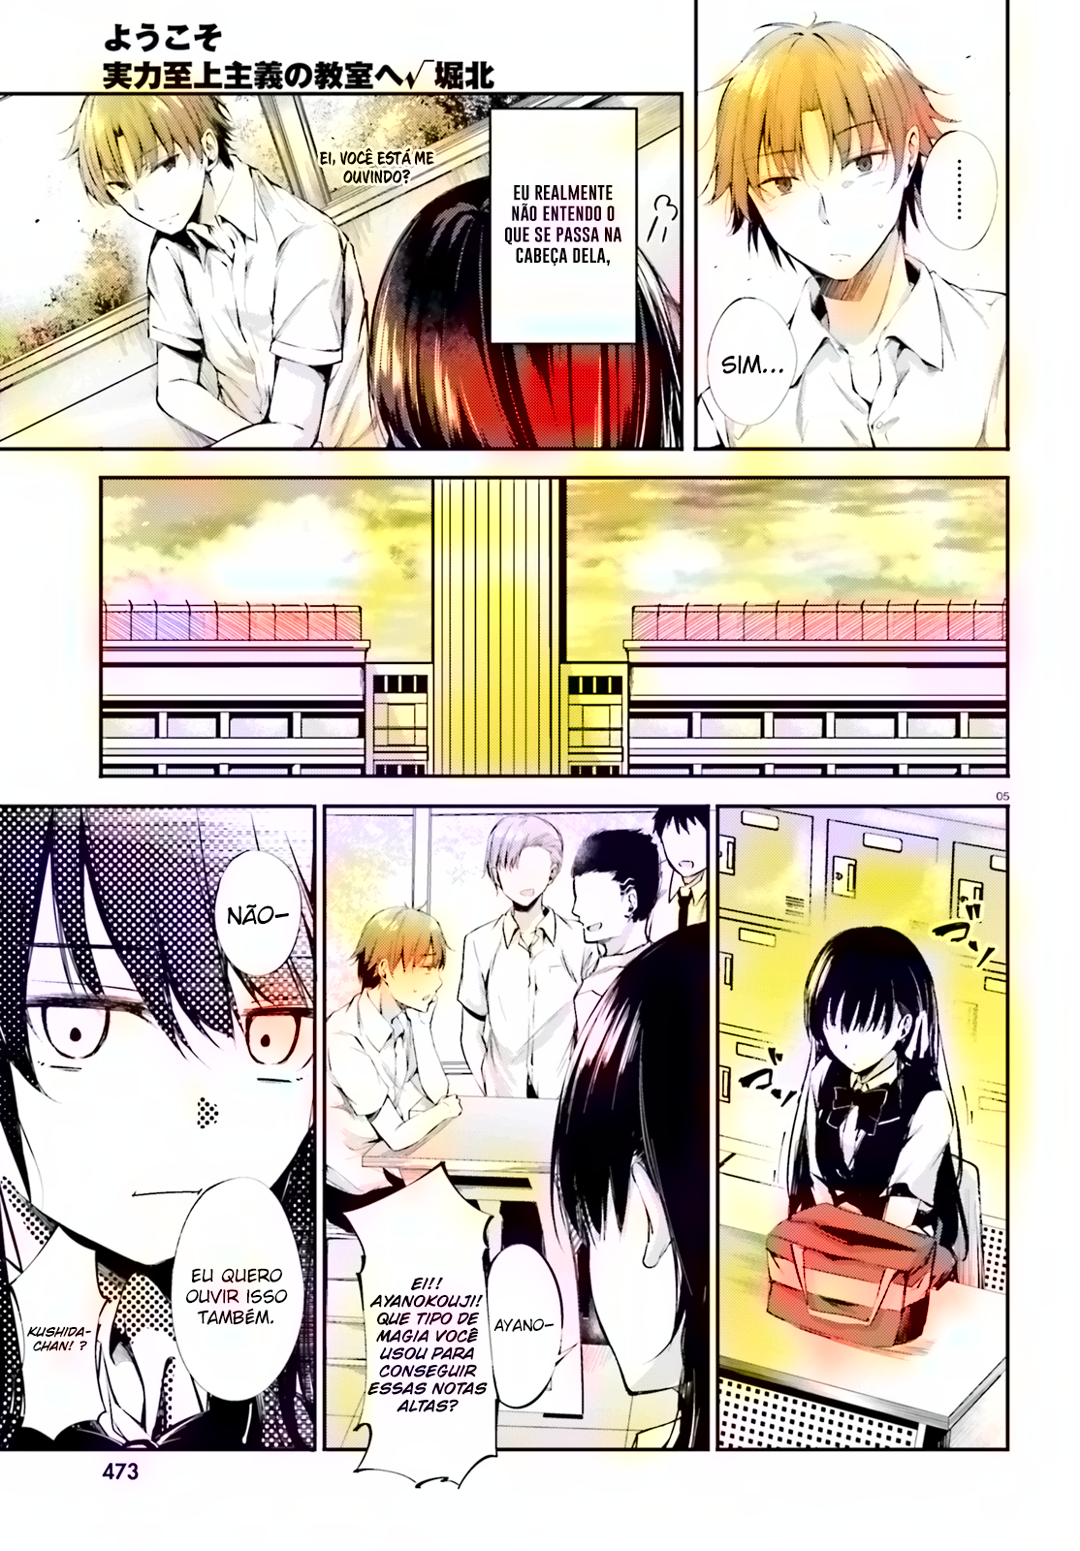 ようこそ
実力至上主義の教室へ√堀北
………
SIM...
EU REALMENTE
NÃO ENTENDO O
QUE SE PASSA NA
CABEÇA DELA,
EI, VOCÊ ESTÁ ME
OUVINDO?
05
AYANO-
EI!!
AYANOKOUJI!
QUE TIPO DE
MAGIA VOCÊ
USOU PARA
CONSEGUIR
ESSAS NOTAS
ALTAS?
NÃO-
EU QUERO
OUVIR ISSO
TAMBÉM.
KUSHIDA-
CHAN! ?
473